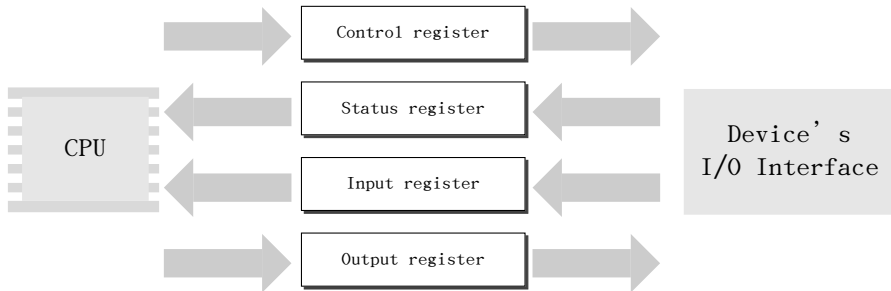 Control register
Status register
CPU
Device's
I/O Interface
Input register
Output register